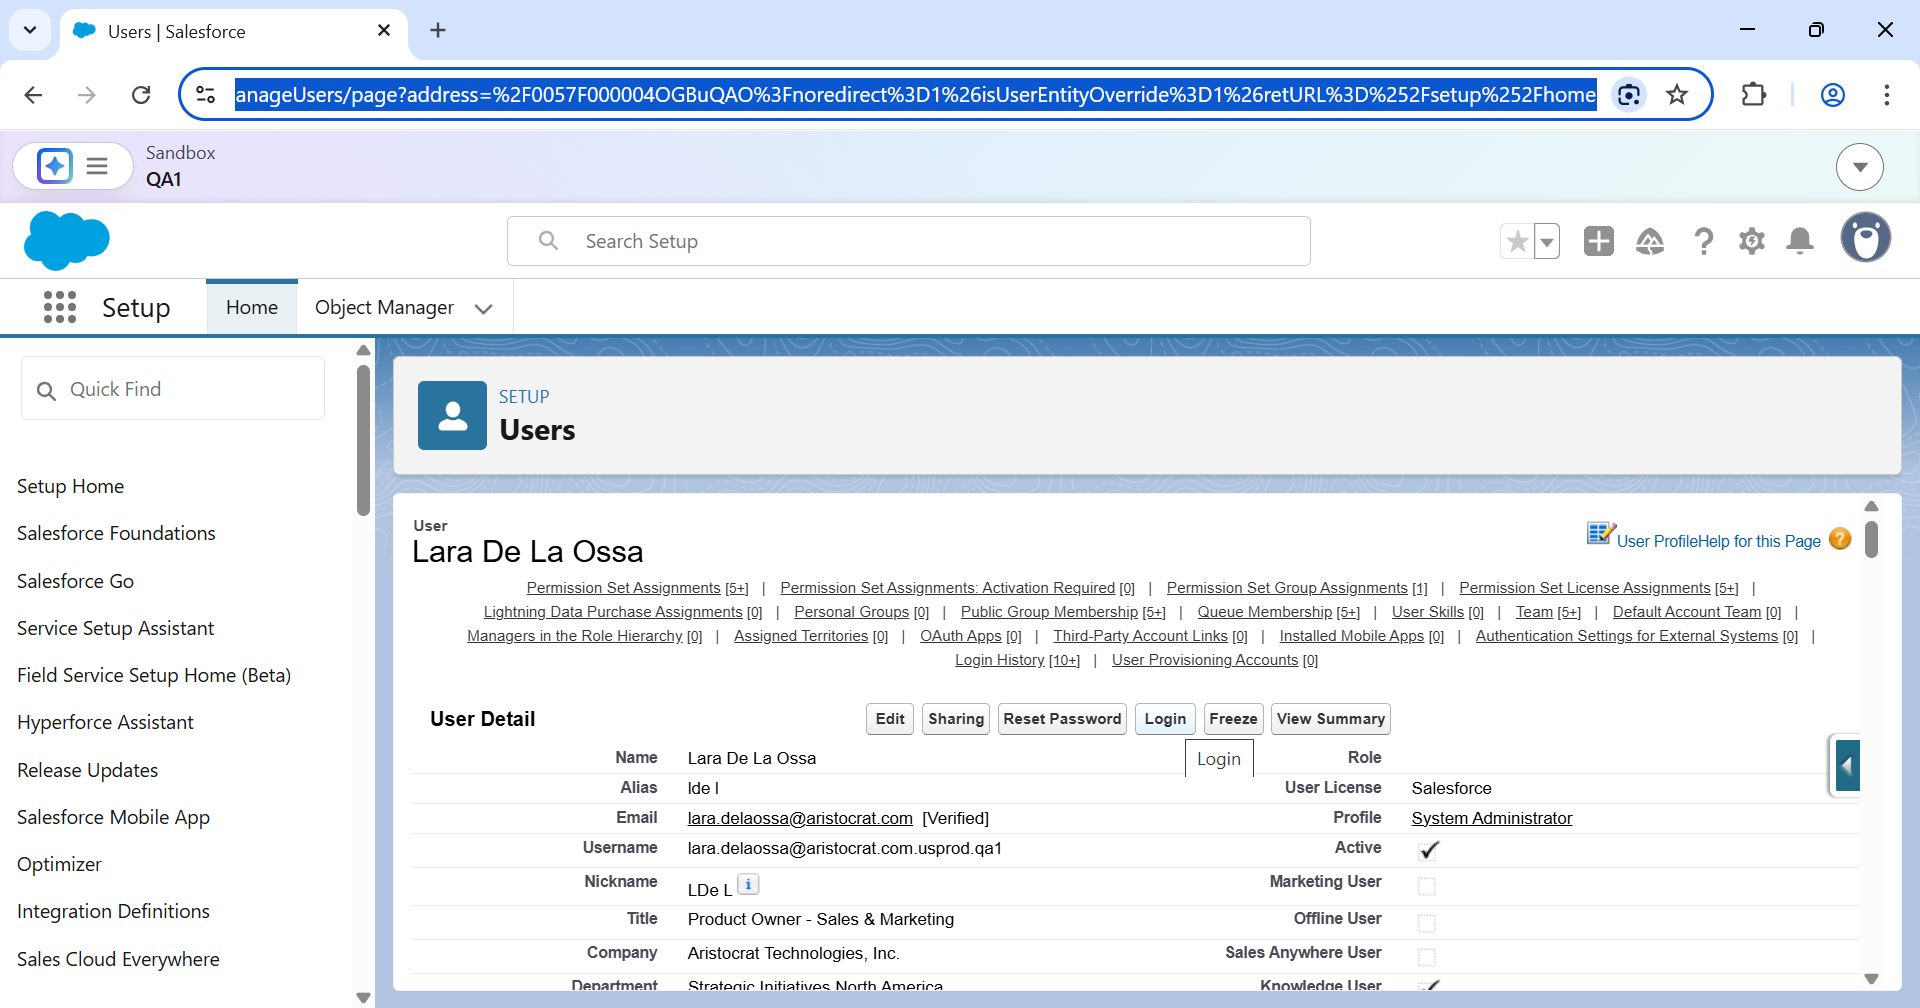 Users | Salesforce
anageUsers/page?address=%2F0057F000004OGBuQAO%3Fnoredirect%3D1%26isUserEntityOverride%3D1%26retURL%3D%252Fsetup%252Fhome
Sandbox
QA1
Search Setup
Setup
Home
Object Manager
Quick Find
Setup Home
Salesforce Foundations
Salesforce Go
Service Setup Assistant
Field Service Setup Home (Beta)
Hyperforce Assistant
Release Updates
Salesforce Mobile App
Optimizer
Integration Definitions
Sales Cloud Everywhere
SETUP
Users
User
Lara De La Ossa
User Profile Help for this Page ?
Permission Set Assignments [5+] | Permission Set Assignments: Activation Required [0] | Permission Set Group Assignments [1] | Permission Set License Assignments [5+] |
Lightning Data Purchase Assignments [0] | Personal Groups [0] | Public Group Membership [5+] | Queue Membership [5+] | User Skills [0] | Team [5+] | Default Account Team [0] |
Managers in the Role Hierarchy [0] | Assigned Territories [0] | OAuth Apps [0] | Third-Party Account Links [0] | Installed Mobile Apps [0] | Authentication Settings for External Systems [0] |
Login History [10+] | User Provisioning Accounts [0]
User Detail
Edit Sharing Reset Password Login Freeze View Summary
Login
Name Lara De La Ossa Role
Alias lde l User License Salesforce
Email lara.delaossa@aristocrat.com [Verified] Profile System Administrator
Username lara.delaossa@aristocrat.com.usprod.qa1 Active
Nickname LDe L i Marketing User
Title Product Owner - Sales & Marketing Offline User
Company Aristocrat Technologies, Inc. Sales Anywhere User
Department Strategic Initiatives North America Knowledge User